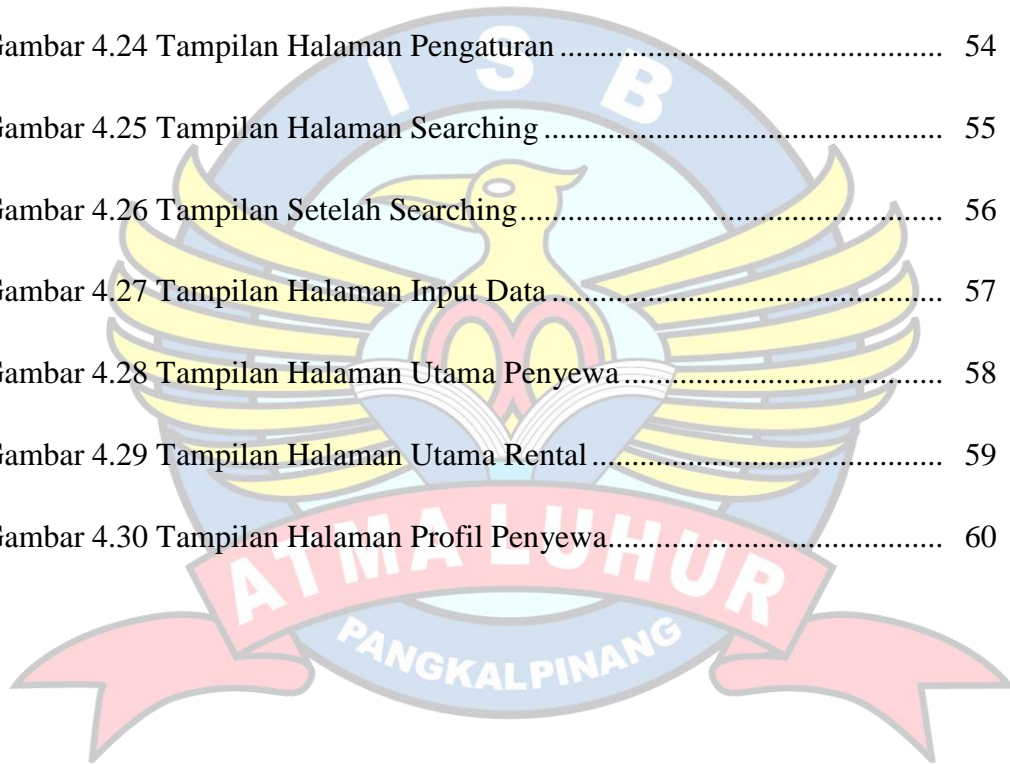 Gambar 4.24 Tampilan Halaman Pengaturan ............................................... 54
Gambar 4.25 Tampilan Halaman Searching ................................................. 55
Gambar 4.26 Tampilan Setelah Searching.................................................... 56
Gambar 4.27 Tampilan Halaman Input Data ................................................ 57
Gambar 4.28 Tampilan Halaman Utama Penyewa ....................................... 58
Gambar 4.29 Tampilan Halaman Utama Rental ........................................... 59
Gambar 4.30 Tampilan Halaman Profil Penyewa......................................... 60
I S B
ATMA LUHUR
PANGKALPINANG